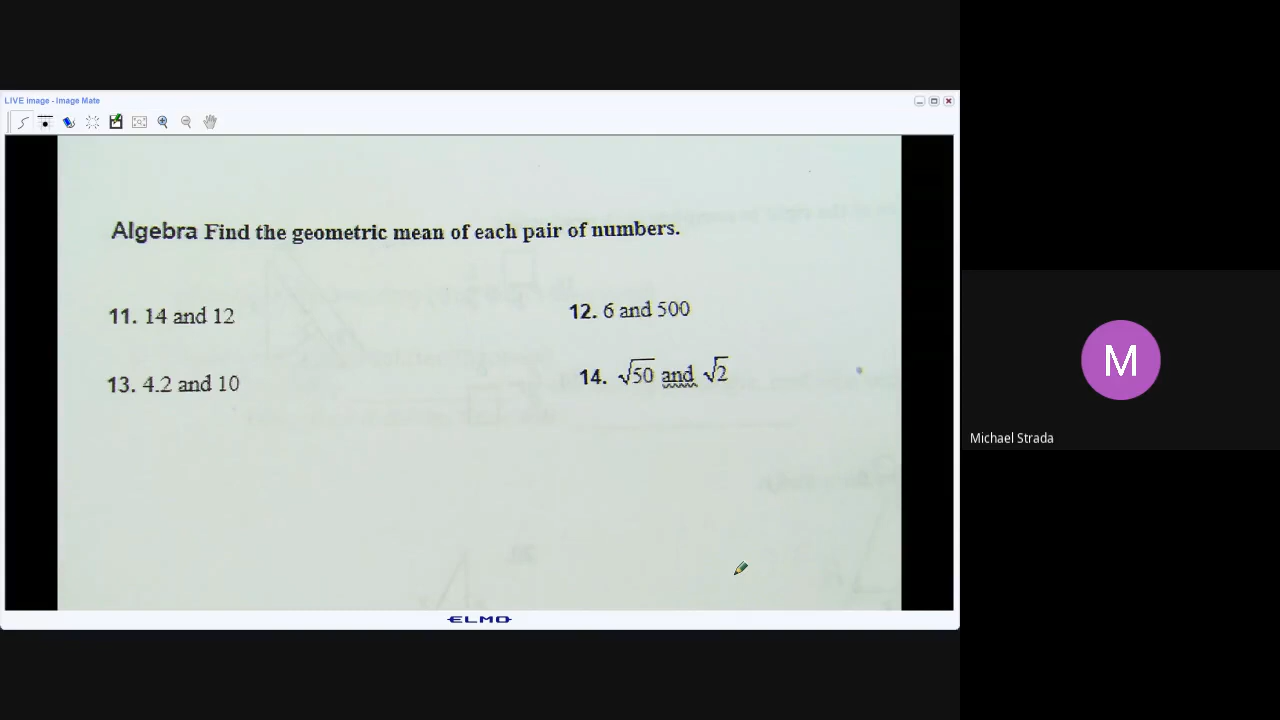 LIVE image - Image Mate
Algebra Find the geometric mean of each pair of numbers.
11. 14 and 12
12. 6 and 500
13. 4.2 and 10
14. √50 and √2
M
Michael Strada
ELMO